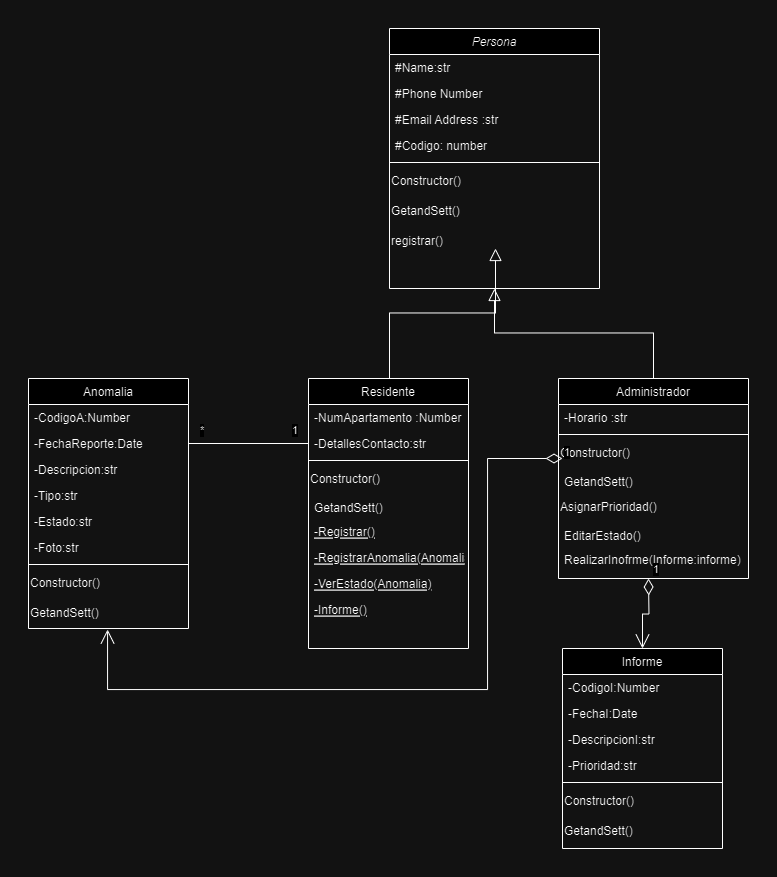 Persona
#Name:str
#Phone Number
#Email Address :str
#Codigo: number
Constructor()
GetandSett()
registrar()
Anomalia
-CodigoA:Number
-FechaReporte:Date
-Descripcion:str
-Tipo:str
-Estado:str
-Foto:str
Constructor()
GetandSett()
*
1
Residente
-NumApartamento :Number
-DetallesContacto:str
Constructor()
GetandSett()
-Registrar()
-RegistrarAnomalia(Anomali
-VerEstado(Anomalia)
-Informe()
Administrador
-Horario :str
1
Constructor()
GetandSett()
AsignarPrioridad()
EditarEstado()
RealizarInofrme(Informe:informe)
1
Informe
-CodigoI:Number
-FechaI:Date
-DescripcionI:str
-Prioridad:str
Constructor()
GetandSett()